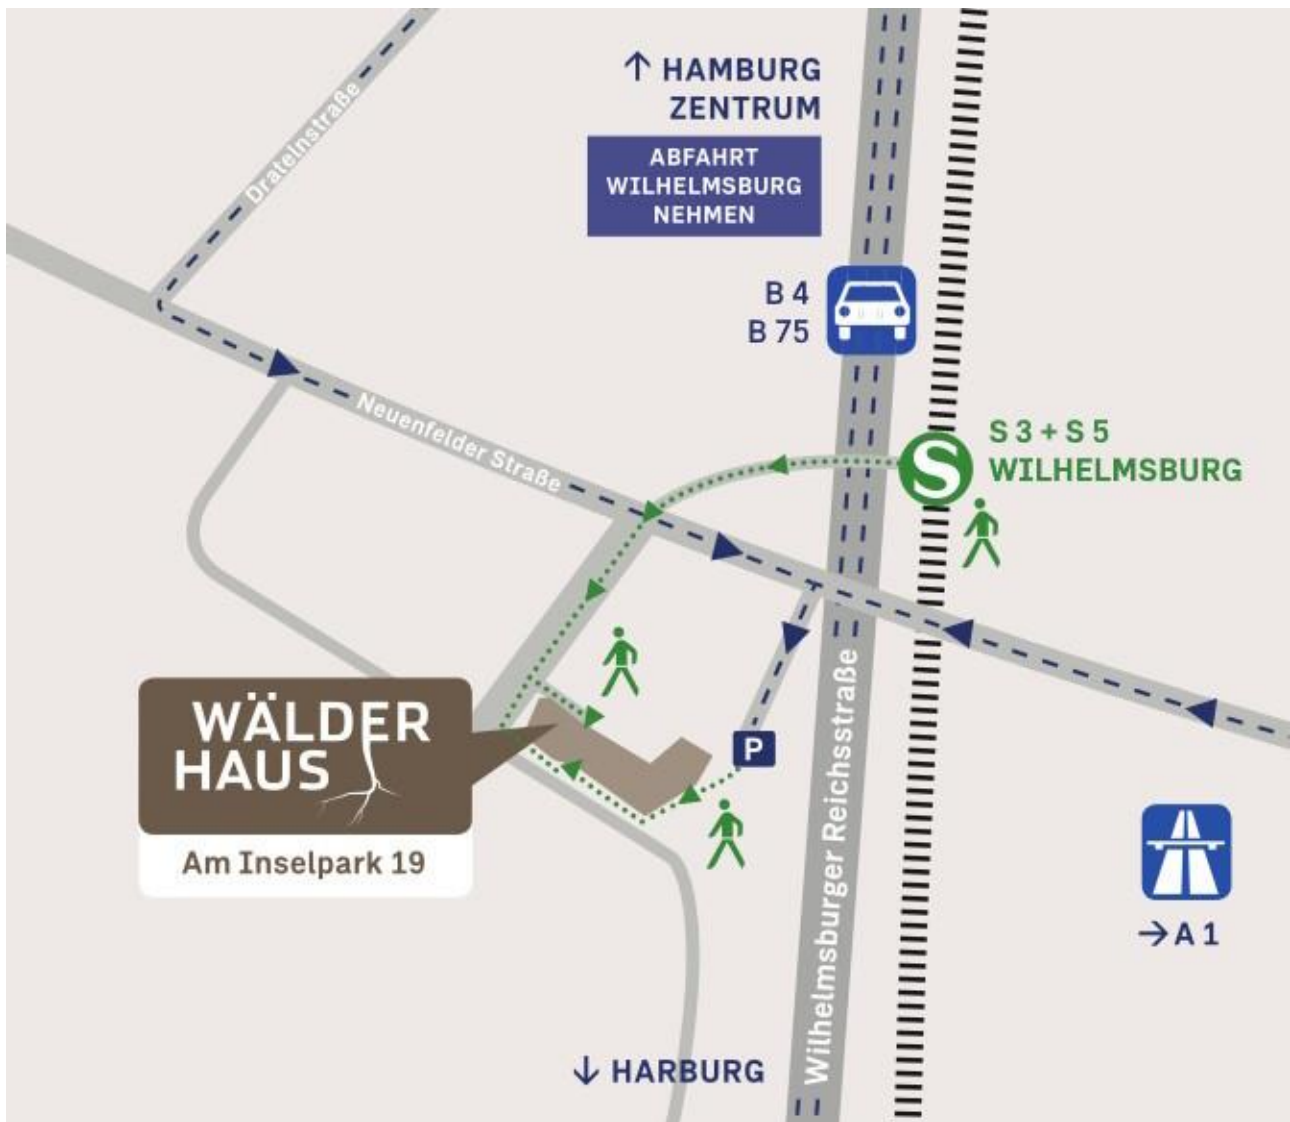 Dratelnstraße
↑ HAMBURG
ZENTRUM
ABFAHRT
WILHELMSBURG
NEHMEN
B 4
B 75
Neuenfelder Straße
S 3 + S 5
WILHELMSBURG
S
WÄLDER
HAUS
Am Inselpark 19
P
Wilhelmsburger Reichsstraße
→ A 1
↓ HARBURG